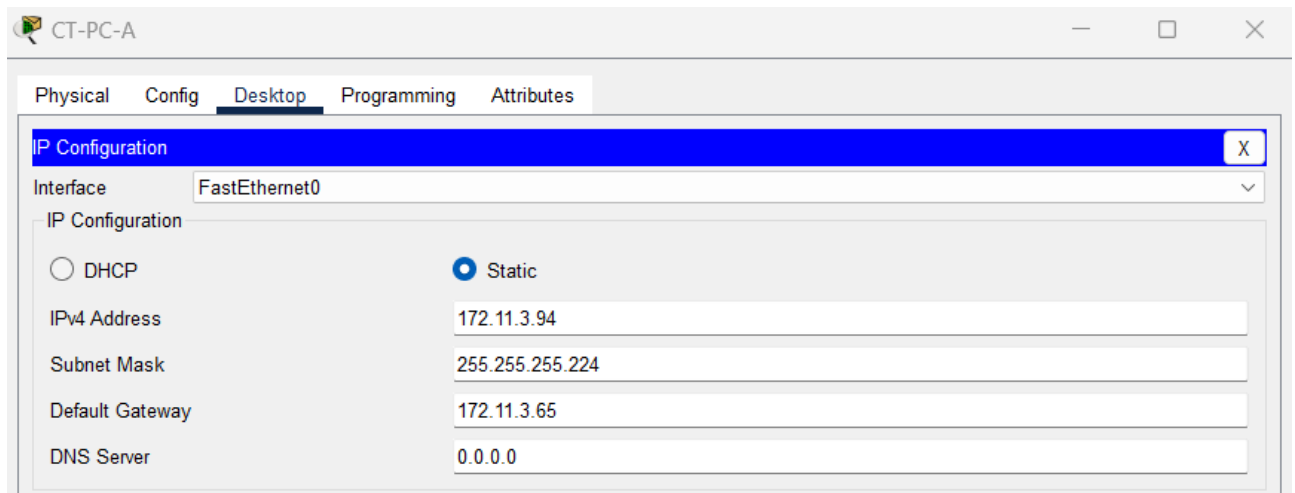 CT-PC-A
Physical Config Desktop Programming Attributes
IP Configuration X
Interface FastEthernet0
IP Configuration
DHCP Static
IPv4 Address 172.11.3.94
Subnet Mask 255.255.255.224
Default Gateway 172.11.3.65
DNS Server 0.0.0.0